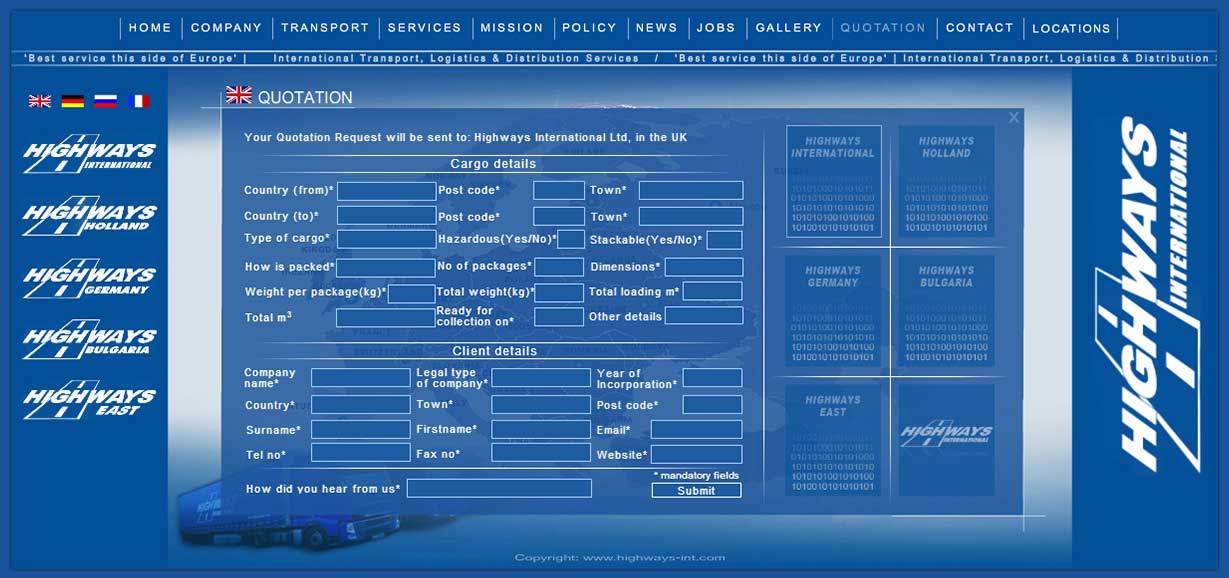 HOME COMPANY TRANSPORT SERVICES MISSION POLICY NEWS JOBS GALLERY QUOTATION CONTACT LOCATIONS
'Best service this side of Europe' | International Transport, Logistics & Distribution Services / 'Best service this side of Europe' | International Transport, Logistics & Distribution S
QUOTATION
X
HIGHWAYS
INTERNATIONAL
HIGHWAYS
HOLLAND
HIGHWAYS
GERMANY
HIGHWAYS
BULGARIA
HIGHWAYS
EAST
Your Quotation Request will be sent to: Highways International Ltd, in the UK
Cargo details
Country (from)* Post code* Town*
Country (to)* Post code* Town*
Type of cargo* Hazardous(Yes/No)* Stackable(Yes/No)*
How is packed* No of packages* Dimensions*
Weight per package(kg)* Total weight(kg)* Total loading m*
Total m³ Ready for collection on* Other details
Client details
Company name* Legal type of company* Year of Incorporation*
Country* Town* Post code*
Surname* Firstname* Email*
Tel no* Fax no* Website*
* mandatory fields
How did you hear from us* Submit
HIGHWAYS
INTERNATIONAL
HIGHWAYS
HOLLAND
HIGHWAYS
GERMANY
HIGHWAYS
BULGARIA
HIGHWAYS
EAST
HIGHWAYS
INTERNATIONAL
HIGHWAYS
INTERNATIONAL
HIGHWAYS
Copyright: www.highways-int.com